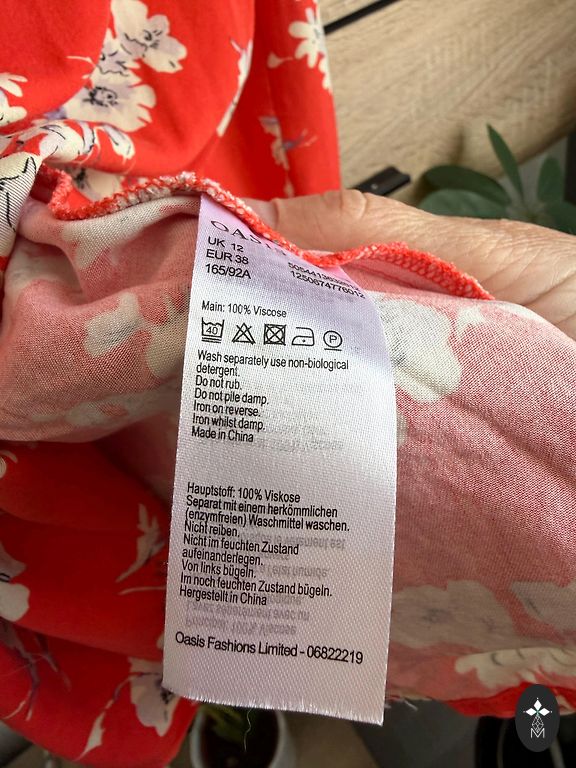 OASIS
UK 12
EUR 38
165/92A
1250674776012
Main: 100% Viscose
40
P
Wash separately use non-biological
detergent.
Do not rub.
Do not pile damp.
Iron on reverse.
Iron whilst damp.
Made in China
Hauptstoff: 100% Viskose
Separat mit einem herkömmlichen
(enzymfreien) Waschmittel waschen.
Nicht reiben.
Nicht im feuchten Zustand
aufeinanderlegen.
Von links bügeln.
Im noch feuchten Zustand bügeln.
Hergestellt in China
Oasis Fashions Limited - 06822219
M